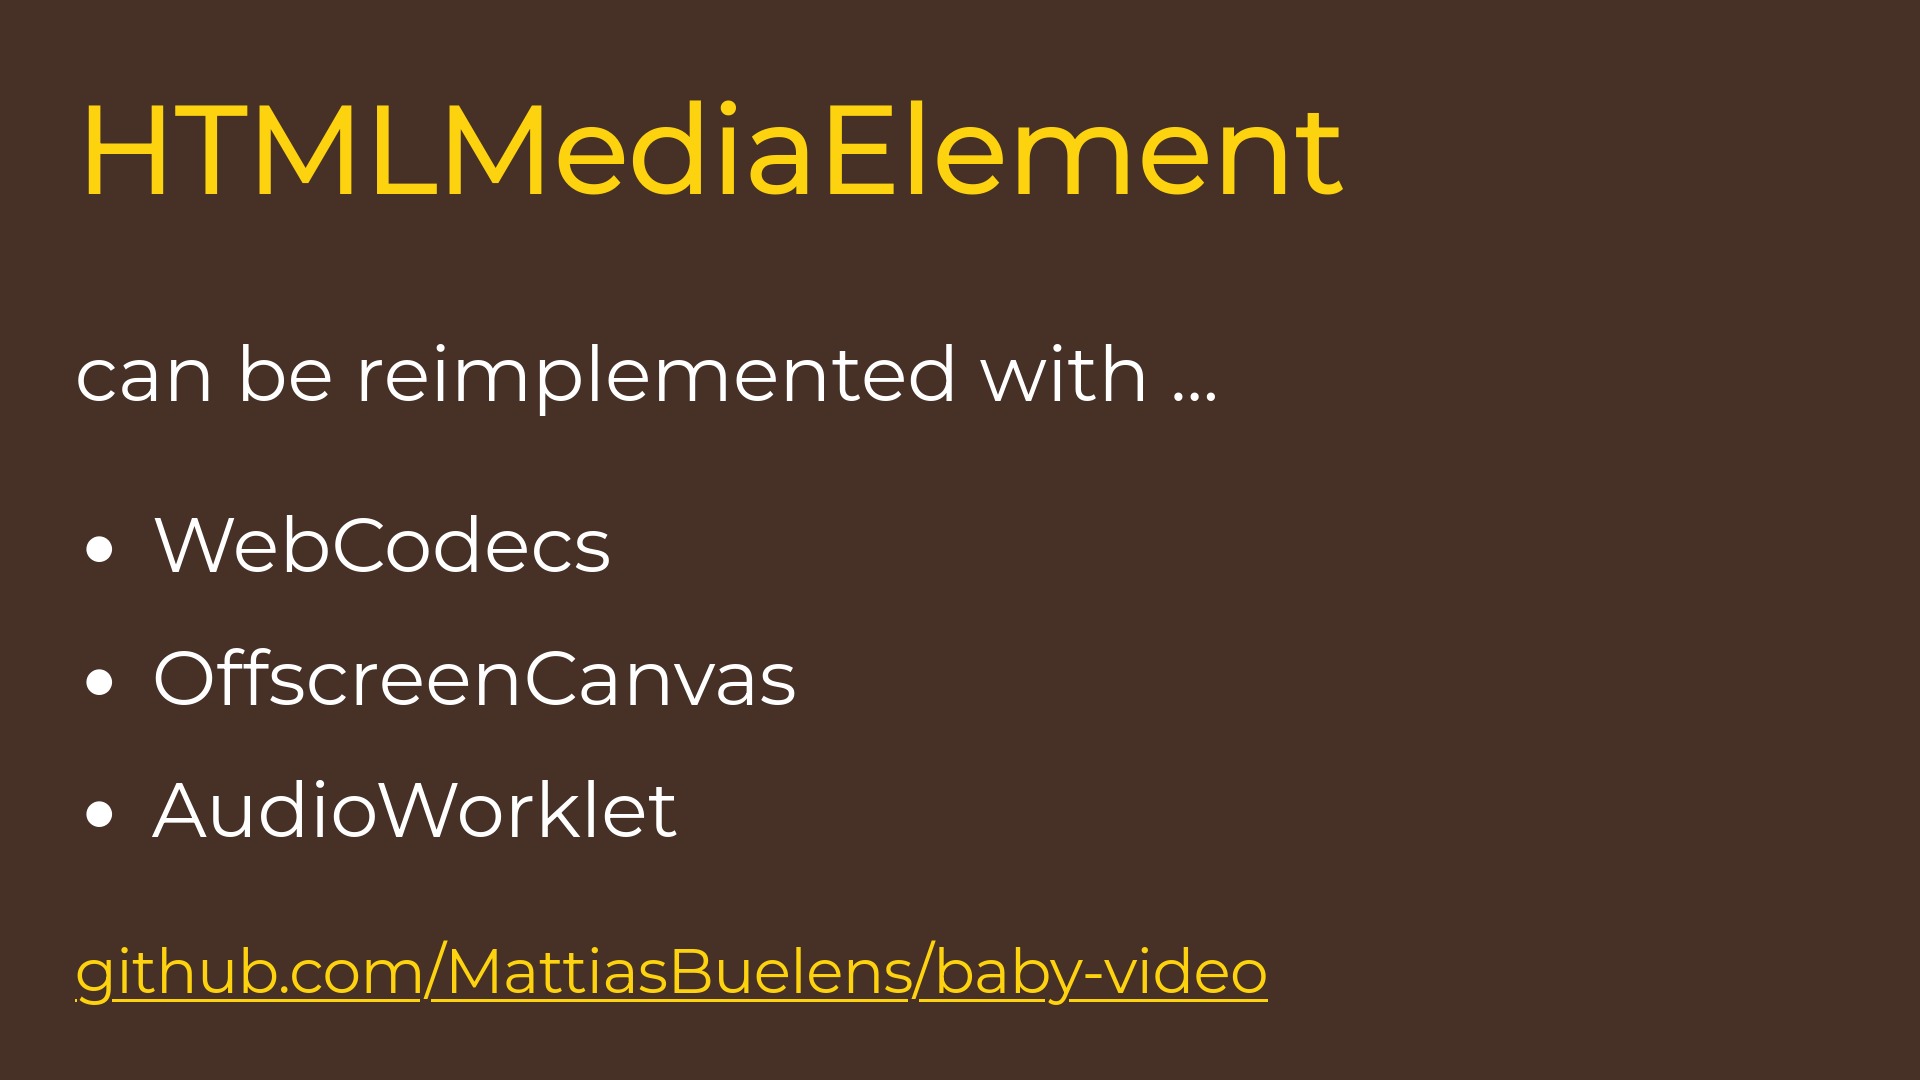 HTMLMediaElement
can be reimplemented with ...
• WebCodecs
• OffscreenCanvas
• AudioWorklet
github.com/MattiasBuelens/baby-video